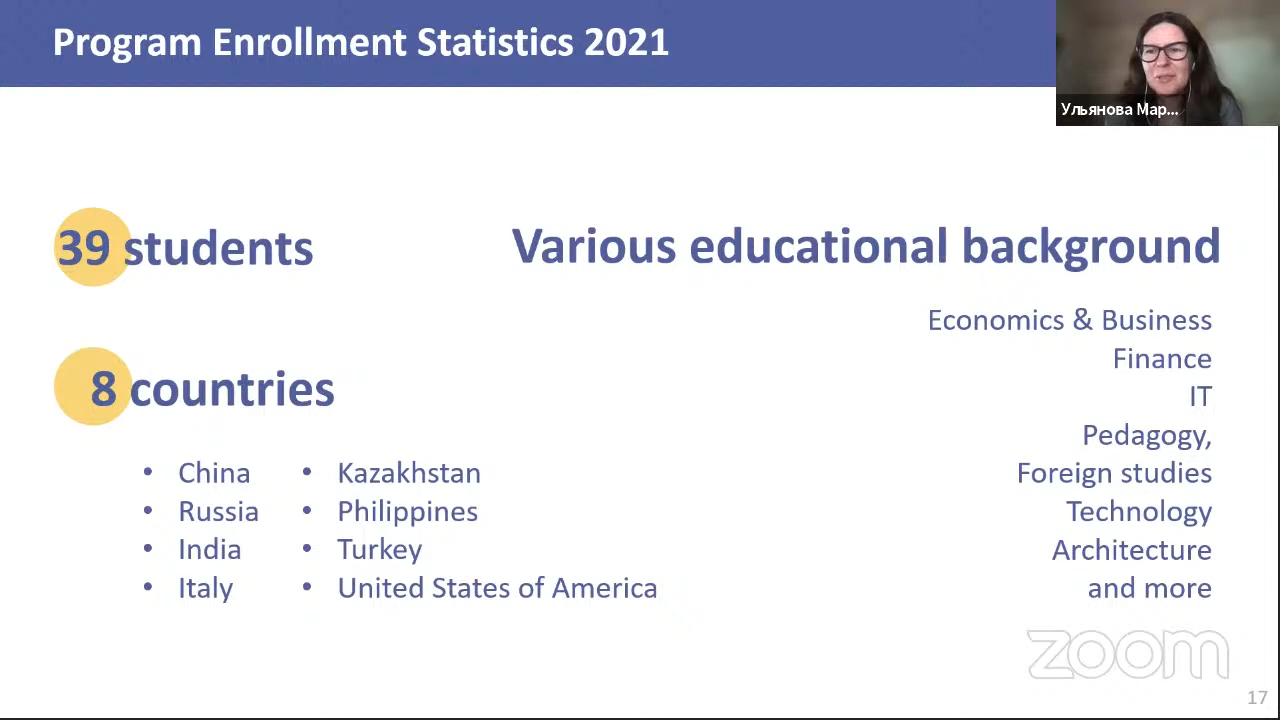 Program Enrollment Statistics 2021
Ульянова Мар...
39 students
8 countries
• China
• Russia
• India
• Italy
• Kazakhstan
• Philippines
• Turkey
• United States of America
Various educational background
Economics & Business
Finance
IT
Pedagogy,
Foreign studies
Technology
Architecture
and more
zoom
17